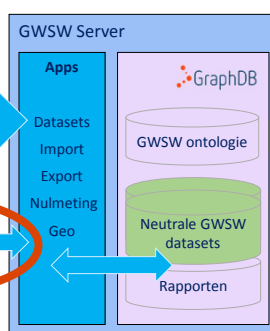 GWSW Server
Apps
Datasets
Import
Export
Nulmeting
Geo
GraphDB
GWSW ontologie
Neutrale GWSW
datasets
Rapporten